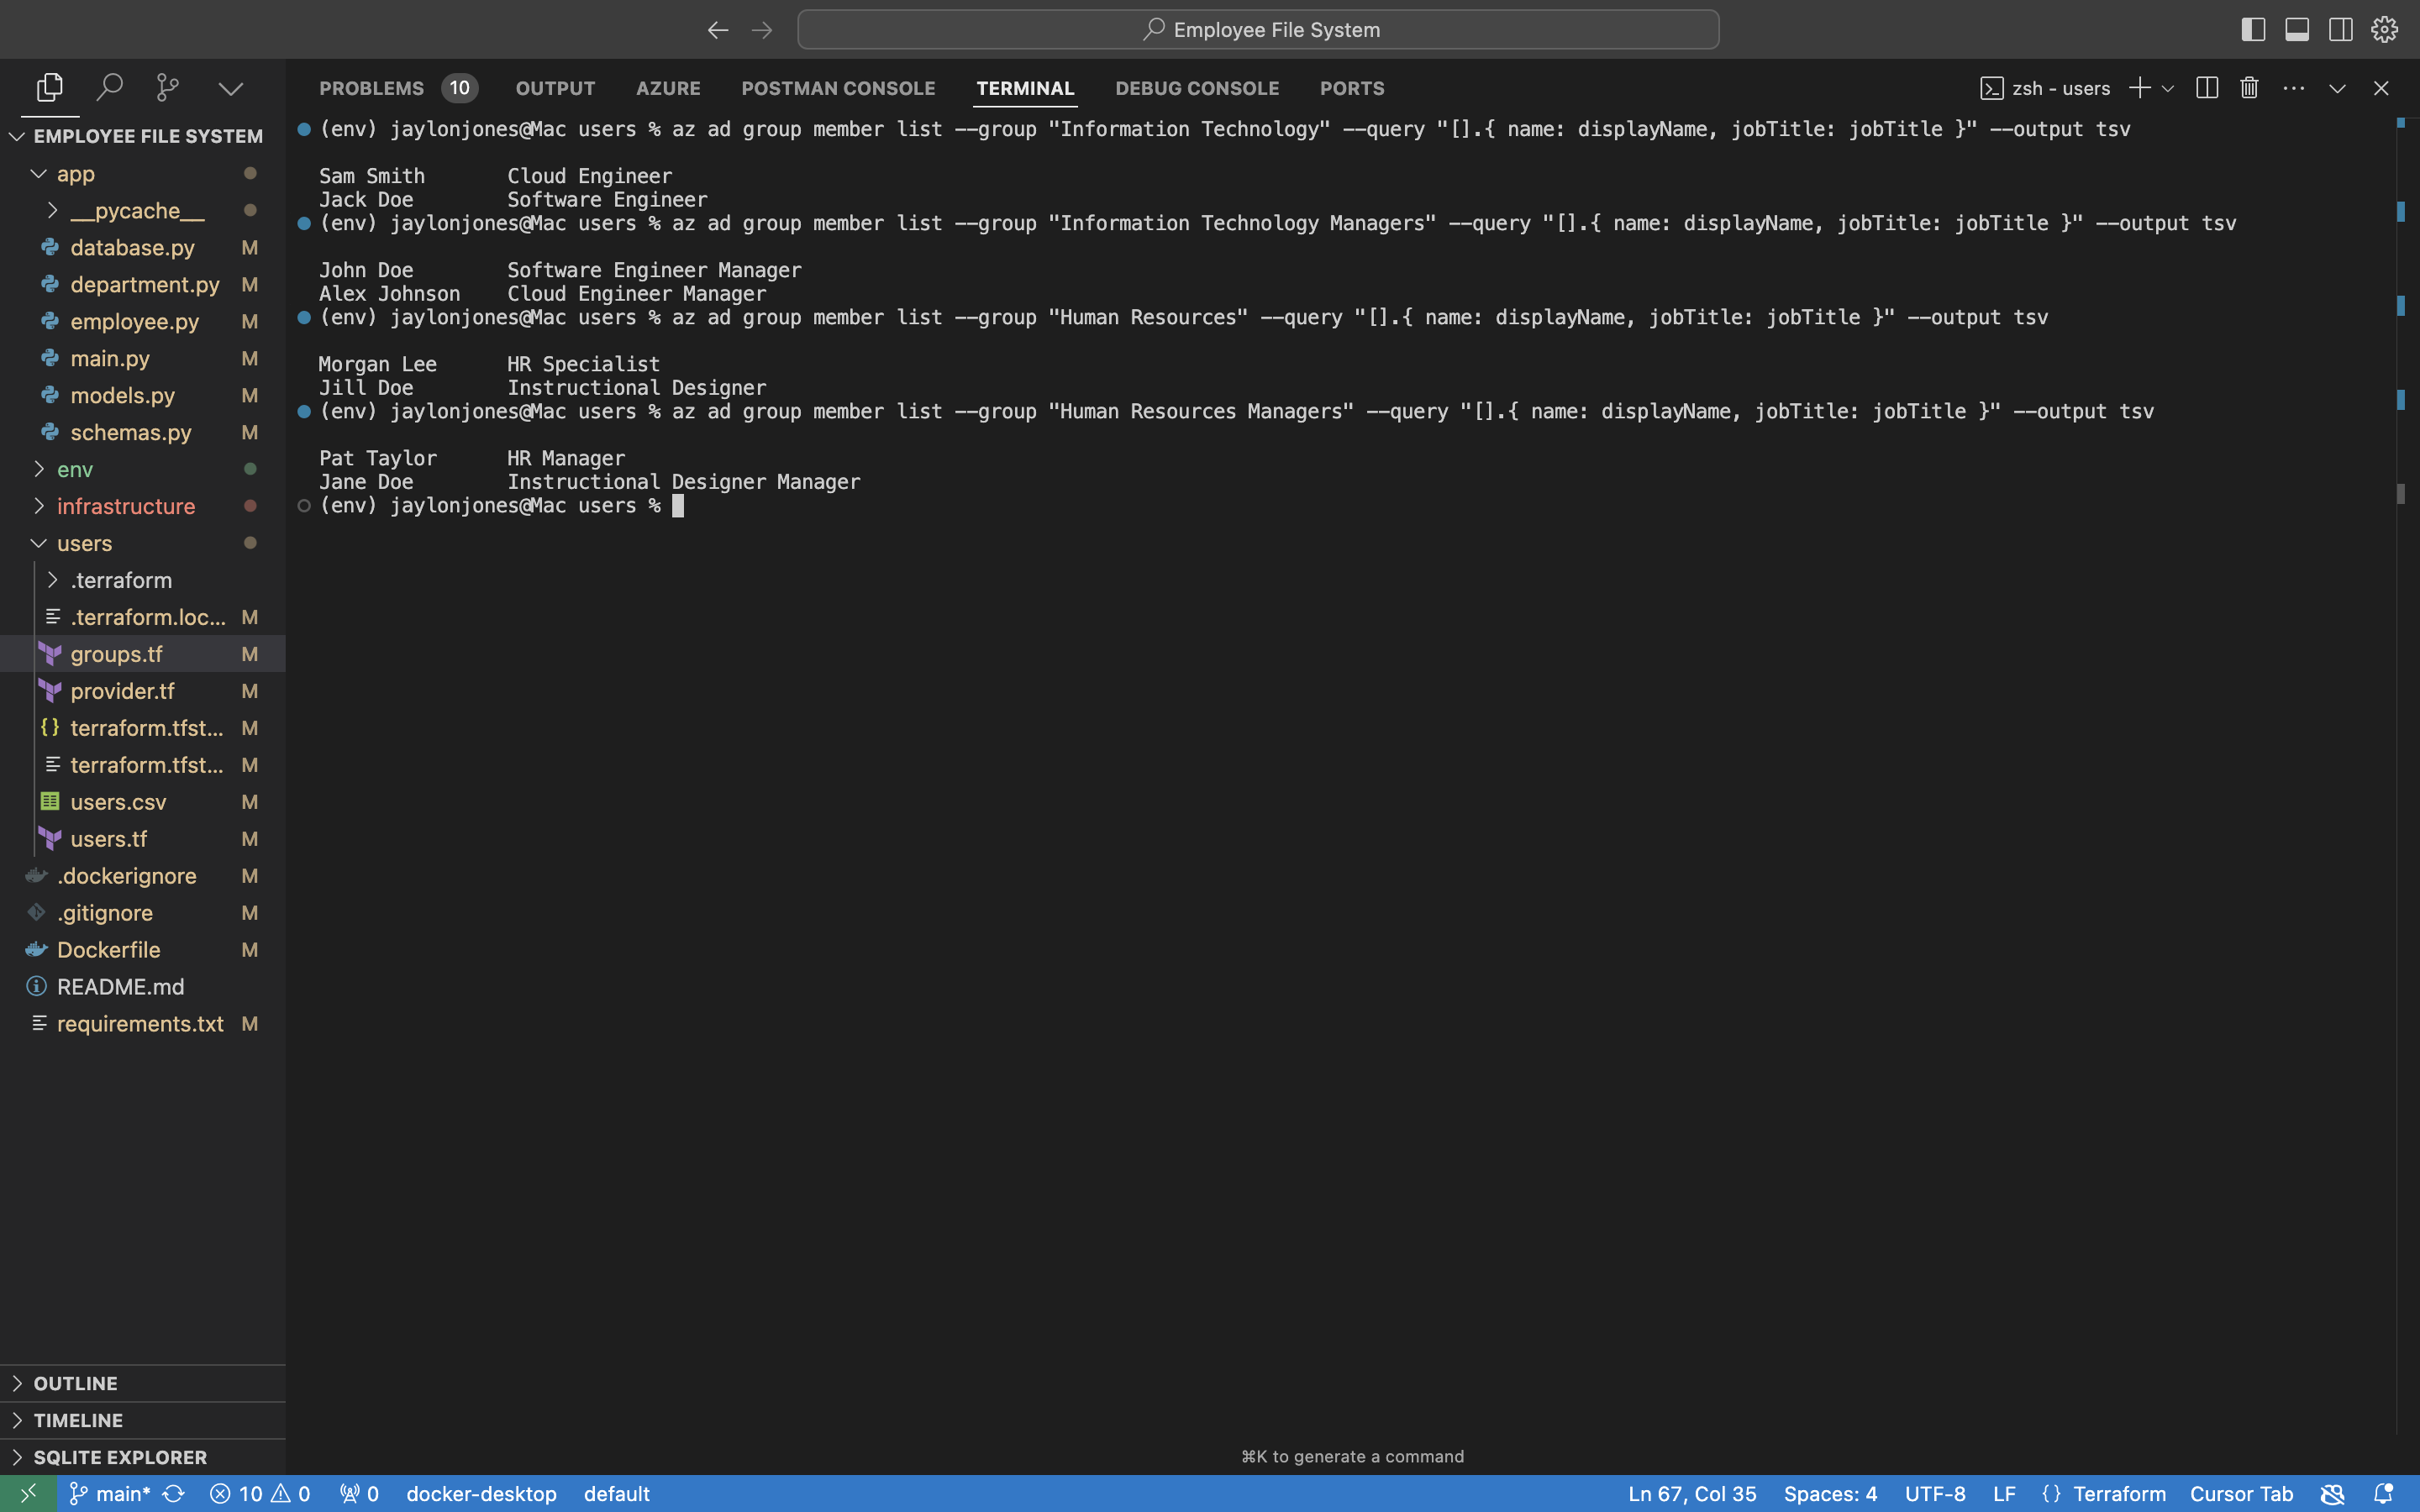 Employee File System
PROBLEMS 10 OUTPUT AZURE POSTMAN CONSOLE TERMINAL DEBUG CONSOLE PORTS
zsh - users
EMPLOYEE FILE SYSTEM
app
__pycache__
database.py M
department.py M
employee.py M
main.py M
models.py M
schemas.py M
env
infrastructure
users
.terraform
.terraform.loc... M
groups.tf M
provider.tf M
terraform.tfst... M
terraform.tfst... M
users.csv M
users.tf M
.dockerignore M
.gitignore M
Dockerfile M
README.md
requirements.txt M
OUTLINE
TIMELINE
SQLITE EXPLORER
(env) jaylonjones@Mac users % az ad group member list --group "Information Technology" --query "[].{ name: displayName, jobTitle: jobTitle }" --output tsv
Sam Smith Cloud Engineer
Jack Doe Software Engineer
(env) jaylonjones@Mac users % az ad group member list --group "Information Technology Managers" --query "[].{ name: displayName, jobTitle: jobTitle }" --output tsv
John Doe Software Engineer Manager
Alex Johnson Cloud Engineer Manager
(env) jaylonjones@Mac users % az ad group member list --group "Human Resources" --query "[].{ name: displayName, jobTitle: jobTitle }" --output tsv
Morgan Lee HR Specialist
Jill Doe Instructional Designer
(env) jaylonjones@Mac users % az ad group member list --group "Human Resources Managers" --query "[].{ name: displayName, jobTitle: jobTitle }" --output tsv
Pat Taylor HR Manager
Jane Doe Instructional Designer Manager
(env) jaylonjones@Mac users %
⌘K to generate a command
main* 10 0 0 docker-desktop default
Ln 67, Col 35 Spaces: 4 UTF-8 LF {} Terraform Cursor Tab